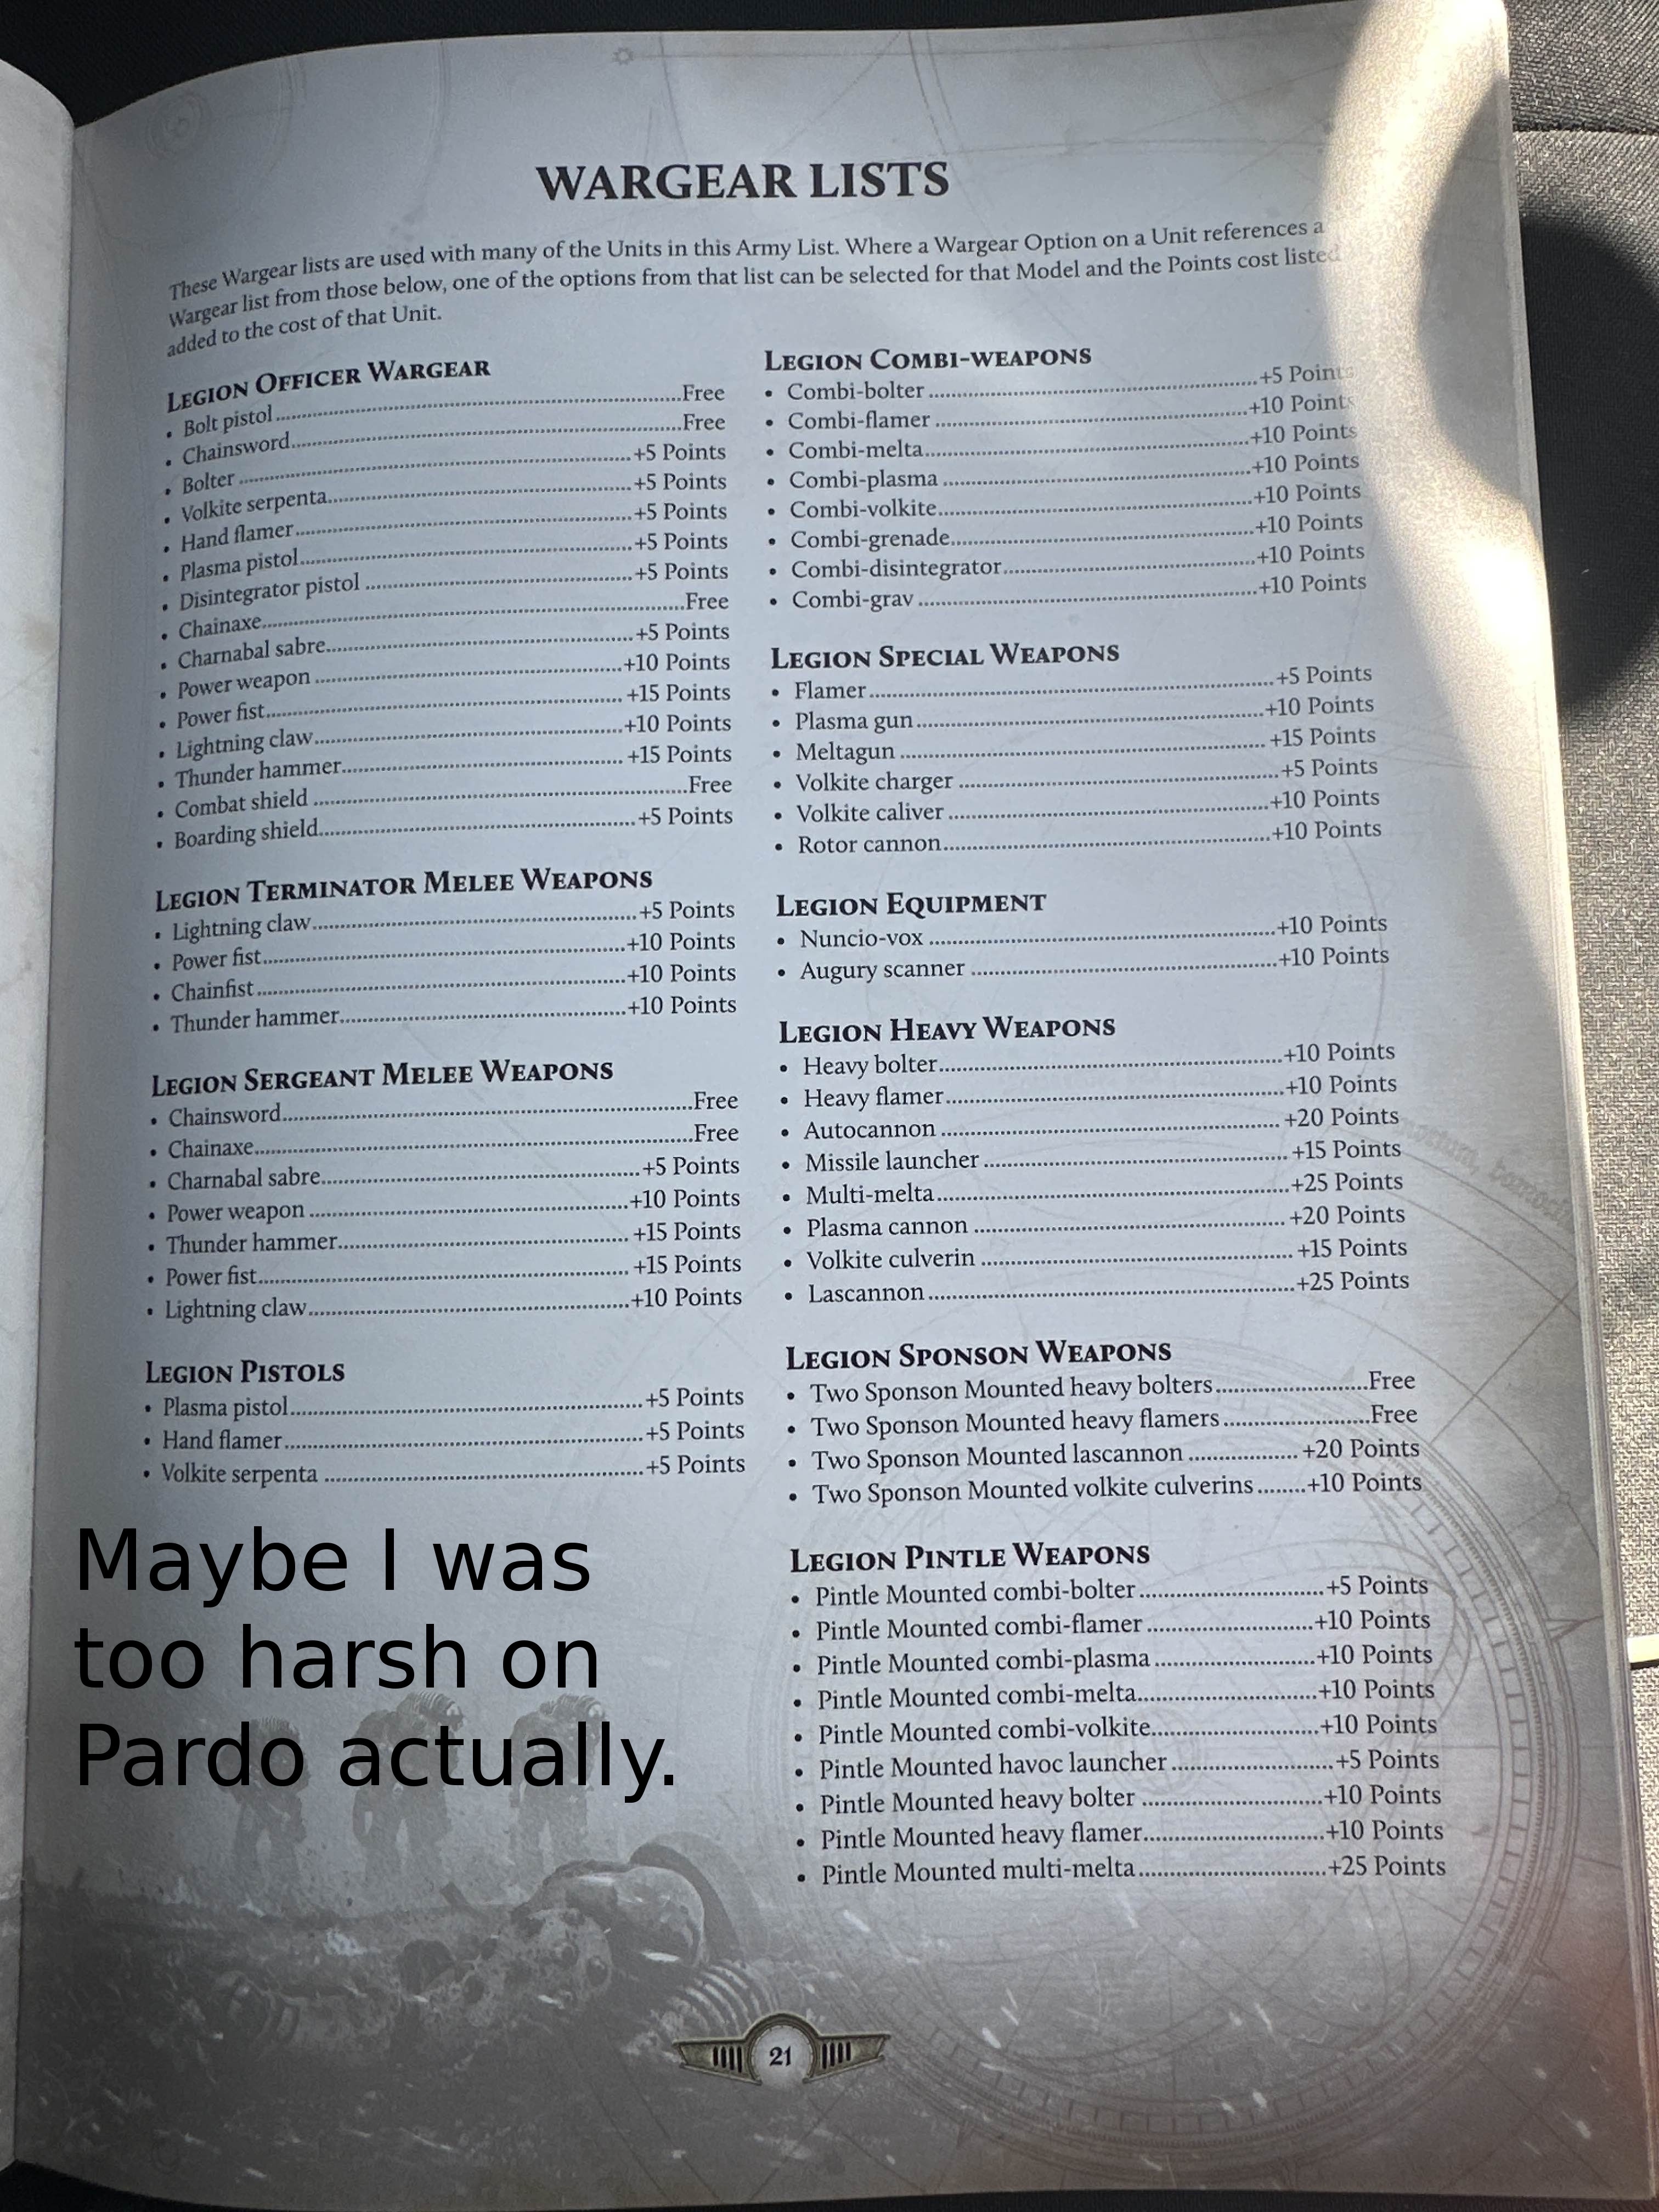 WARGEAR LISTS
These Wargear lists are used with many of the Units in this Army List. Where a Wargear Option on a Unit references a
Wargear list from those below, one of the options from that list can be selected for that Model and the Points cost listed
added to the cost of that Unit.
LEGION OFFICER WARGEAR
• Bolt pistol....Free
• Chainsword....Free
• Bolter....+5 Points
• Volkite serpenta....+5 Points
• Hand flamer....+5 Points
• Plasma pistol....+5 Points
• Disintegrator pistol....+5 Points
• Chainaxe....Free
• Charnabal sabre....+5 Points
• Power weapon....+10 Points
• Power fist....+15 Points
• Lightning claw....+10 Points
• Thunder hammer....+15 Points
• Combat shield....Free
• Boarding shield....+5 Points
LEGION TERMINATOR MELEE WEAPONS
• Lightning claw....+5 Points
• Power fist....+10 Points
• Chainfist....+10 Points
• Thunder hammer....+10 Points
LEGION SERGEANT MELEE WEAPONS
• Chainsword....Free
• Chainaxe....Free
• Charnabal sabre....+5 Points
• Power weapon....+10 Points
• Thunder hammer....+15 Points
• Power fist....+15 Points
• Lightning claw....+10 Points
LEGION PISTOLS
• Plasma pistol....+5 Points
• Hand flamer....+5 Points
• Volkite serpenta....+5 Points
Maybe I was
too harsh on
Pardo actually.
LEGION COMBI-WEAPONS
• Combi-bolter....+5 Points
• Combi-flamer....+10 Points
• Combi-melta....+10 Points
• Combi-plasma....+10 Points
• Combi-volkite....+10 Points
• Combi-grenade....+10 Points
• Combi-disintegrator....+10 Points
• Combi-grav....+10 Points
LEGION SPECIAL WEAPONS
• Flamer....+5 Points
• Plasma gun....+10 Points
• Meltagun....+15 Points
• Volkite charger....+5 Points
• Volkite caliver....+10 Points
• Rotor cannon....+10 Points
LEGION EQUIPMENT
• Nuncio-vox....+10 Points
• Augury scanner....+10 Points
LEGION HEAVY WEAPONS
• Heavy bolter....+10 Points
• Heavy flamer....+10 Points
• Autocannon....+20 Points
• Missile launcher....+15 Points
• Multi-melta....+25 Points
• Plasma cannon....+20 Points
• Volkite culverin....+15 Points
• Lascannon....+25 Points
LEGION SPONSON WEAPONS
• Two Sponson Mounted heavy bolters....Free
• Two Sponson Mounted heavy flamers....Free
• Two Sponson Mounted lascannon....+20 Points
• Two Sponson Mounted volkite culverins....+10 Points
LEGION PINTLE WEAPONS
• Pintle Mounted combi-bolter....+5 Points
• Pintle Mounted combi-flamer....+10 Points
• Pintle Mounted combi-plasma....+10 Points
• Pintle Mounted combi-melta....+10 Points
• Pintle Mounted combi-volkite....+10 Points
• Pintle Mounted havoc launcher....+5 Points
• Pintle Mounted heavy bolter....+10 Points
• Pintle Mounted heavy flamer....+10 Points
• Pintle Mounted multi-melta....+25 Points
21